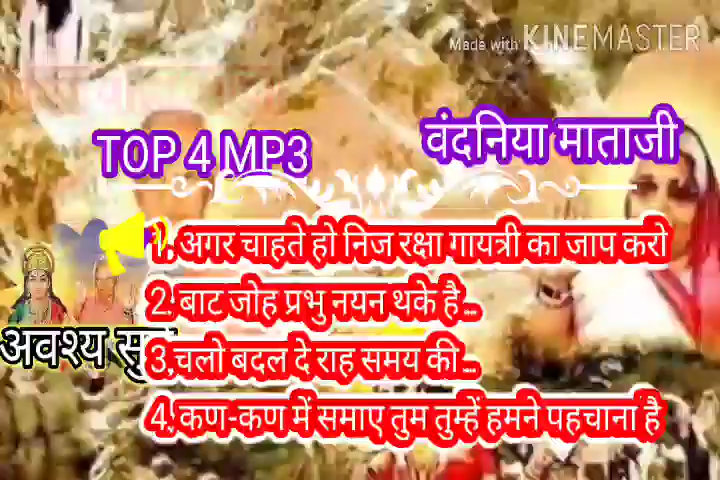 Made with KINEMASTER
TOP 4 MP3
वंदनिया माताजी
1. अगर चाहते हो निज रक्षा गायत्री का जाप करो
2. बाट जोह प्रभु नयन थके है..
3. चलो बदल दे राह समय की..
4. कण-कण में समाए तुम तुम्हें हमने पहचाना है
अवश्य